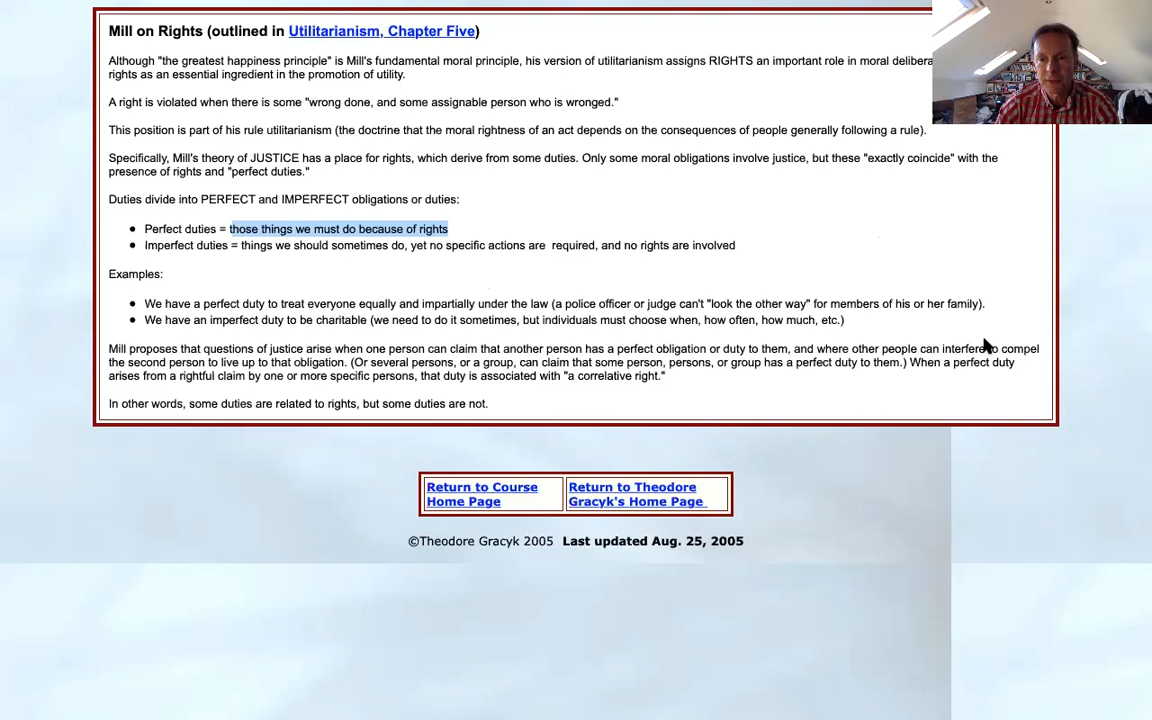 Mill on Rights (outlined in Utilitarianism, Chapter Five)
Although "the greatest happiness principle" is Mill's fundamental moral principle, his version of utilitarianism assigns RIGHTS an important role in moral
rights as an essential ingredient in the promotion of utility.
A right is violated when there is some "wrong done, and some assignable person who is wronged."
This position is part of his rule utilitarianism (the doctrine that the moral rightness of an act depends on the consequences of people generally following a rule).
Specifically, Mill's theory of JUSTICE has a place for rights, which derive from some duties. Only some moral obligations involve justice, but these "exactly coincide" with the
presence of rights and "perfect duties."
Duties divide into PERFECT and IMPERFECT obligations or duties:
● Perfect duties = those things we must do because of rights
● Imperfect duties = things we should sometimes do, yet no specific actions are required, and no rights are involved
Examples:
● We have a perfect duty to treat everyone equally and impartially under the law (a police officer or judge can't "look the other way" for members of his or her family).
● We have an imperfect duty to be charitable (we need to do it sometimes, but individuals must choose when, how often, how much, etc.)
Mill proposes that questions of justice arise when one person can claim that another person has a perfect obligation or duty to them, and where other people can interfere to compel
the second person to live up to that obligation. (Or several persons, or a group, can claim that some person, persons, or group has a perfect duty to them.) When a perfect duty
arises from a rightful claim by one or more specific persons, that duty is associated with "a correlative right."
In other words, some duties are related to rights, but some duties are not.
Return to Course
Home Page
Return to Theodore
Gracyk's Home Page
©Theodore Gracyk 2005 Last updated Aug. 25, 2005